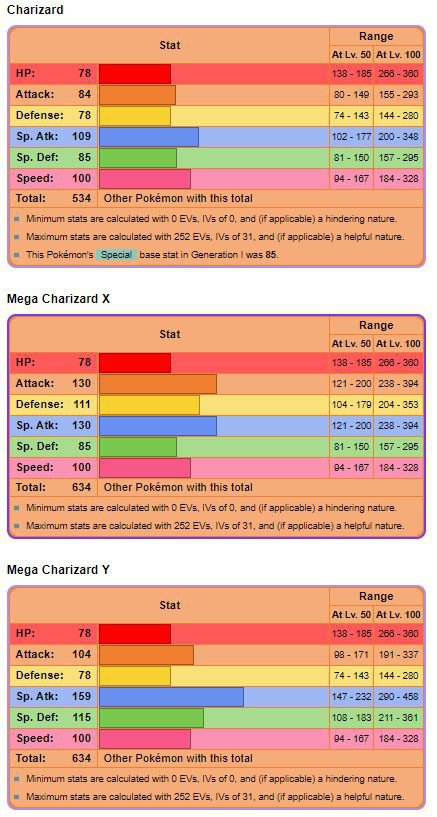 Charizard
Stat Range
At Lv. 50 At Lv. 100
HP: 78 138 - 185 266 - 360
Attack: 84 80 - 149 155 - 293
Defense: 78 74 - 143 144 - 280
Sp. Atk: 109 102 - 177 200 - 348
Sp. Def: 85 81 - 150 157 - 295
Speed: 100 94 - 167 184 - 328
Total: 534 Other Pokémon with this total
Minimum stats are calculated with 0 EVs, IVs of 0, and (if applicable) a hindering nature.
Maximum stats are calculated with 252 EVs, IVs of 31, and (if applicable) a helpful nature.
This Pokémon's Special base stat in Generation I was 85.
Mega Charizard X
Stat Range
At Lv. 50 At Lv. 100
HP: 78 138 - 185 266 - 360
Attack: 130 121 - 200 238 - 394
Defense: 111 104 - 179 204 - 353
Sp. Atk: 130 121 - 200 238 - 394
Sp. Def: 85 81 - 150 157 - 295
Speed: 100 94 - 167 184 - 328
Total: 634 Other Pokémon with this total
Minimum stats are calculated with 0 EVs, IVs of 0, and (if applicable) a hindering nature.
Maximum stats are calculated with 252 EVs, IVs of 31, and (if applicable) a helpful nature.
Mega Charizard Y
Stat Range
At Lv. 50 At Lv. 100
HP: 78 138 - 185 266 - 360
Attack: 104 98 - 171 191 - 337
Defense: 78 74 - 143 144 - 280
Sp. Atk: 159 147 - 232 290 - 458
Sp. Def: 115 108 - 183 211 - 361
Speed: 100 94 - 167 184 - 328
Total: 634 Other Pokémon with this total
Minimum stats are calculated with 0 EVs, IVs of 0, and (if applicable) a hindering nature.
Maximum stats are calculated with 252 EVs, IVs of 31, and (if applicable) a helpful nature.